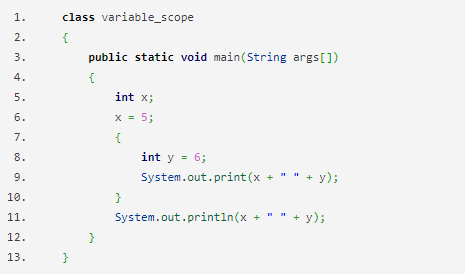 1. class variable_scope
2. {
3. public static void main(String args[])
4. {
5. int x;
6. x = 5;
7. {
8. int y = 6;
9. System.out.print(x + " " + y);
10. }
11. System.out.println(x + " " + y);
12. }
13. }